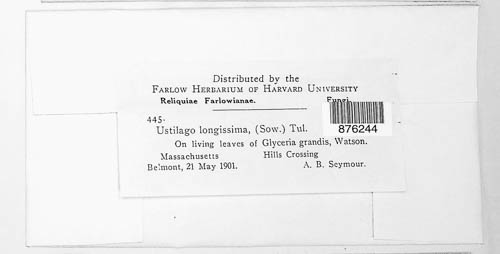 Distributed by the
FARLOW HERBARIUM OF HARVARD UNIVERSITY
Reliquiae Farlowianae. Fungi
445.
876244
Ustilago longissima, (Sow.) Tul.
On living leaves of Glyceria grandis, Watson.
Massachusetts Hills Crossing
Belmont, 21 May 1901. A. B. Seymour.